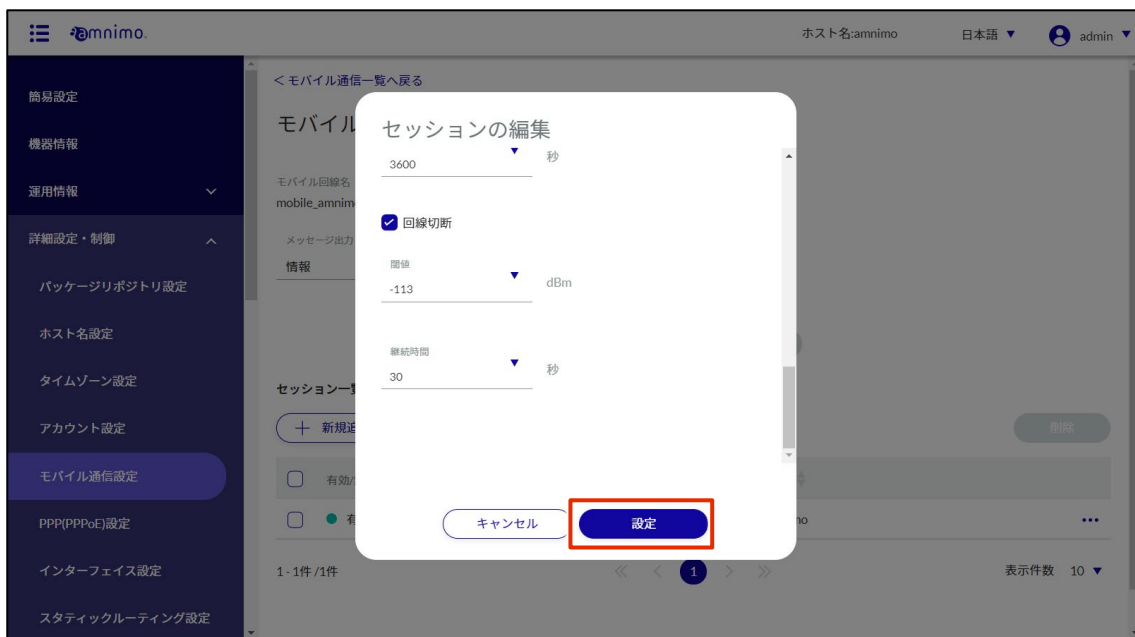 amnimo
ホスト名:amnimo
日本語
admin
簡易設定
機器情報
運用情報
詳細設定・制御
パッケージリポジトリ設定
ホスト名設定
タイムゾーン設定
アカウント設定
モバイル通信設定
PPP(PPPoE)設定
インターフェイス設定
スタティックルーティング設定
<モバイル通信一覧へ戻る
モバイル
モバイル回線名
mobile_amnim
メッセージ出力
情報
セッション一
新規追
削除
有効/
有
no
1 - 1件 /1件
1
表示件数 10
セッションの編集
3600
秒
回線切断
閾値
-113
dBm
継続時間
30
秒
キャンセル
設定